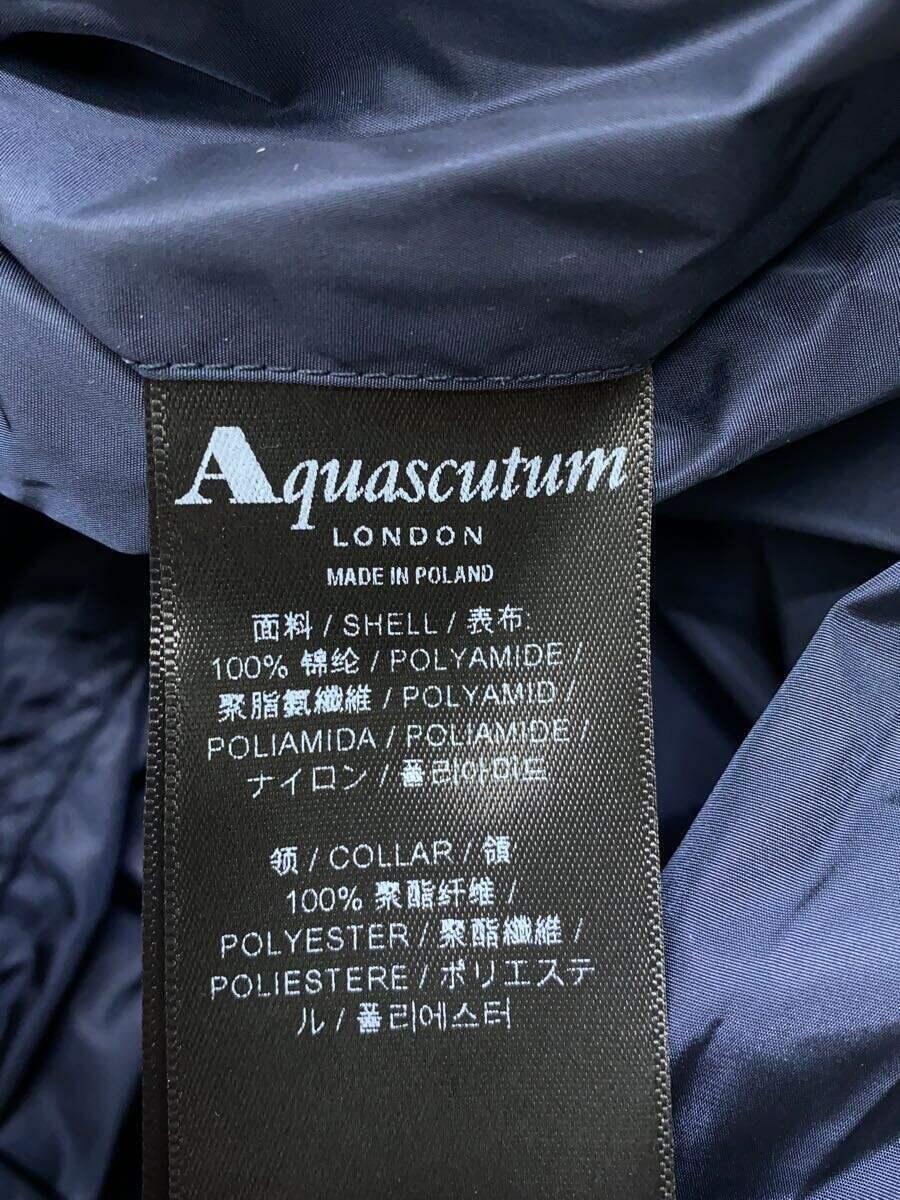 Aquascutum
LONDON
MADE IN POLAND
面料 / SHELL / 表布
100% 锦纶 / POLYAMIDE /
聚脂氨纖維 / POLYAMID /
POLIAMIDA / POLIAMIDE /
ナイロン / 폴리아미드
领 / COLLAR / 領
100% 聚酯纤维 /
POLYESTER / 聚酯纖維 /
POLIESTERE / ポリエステ
ル / 폴리에스터